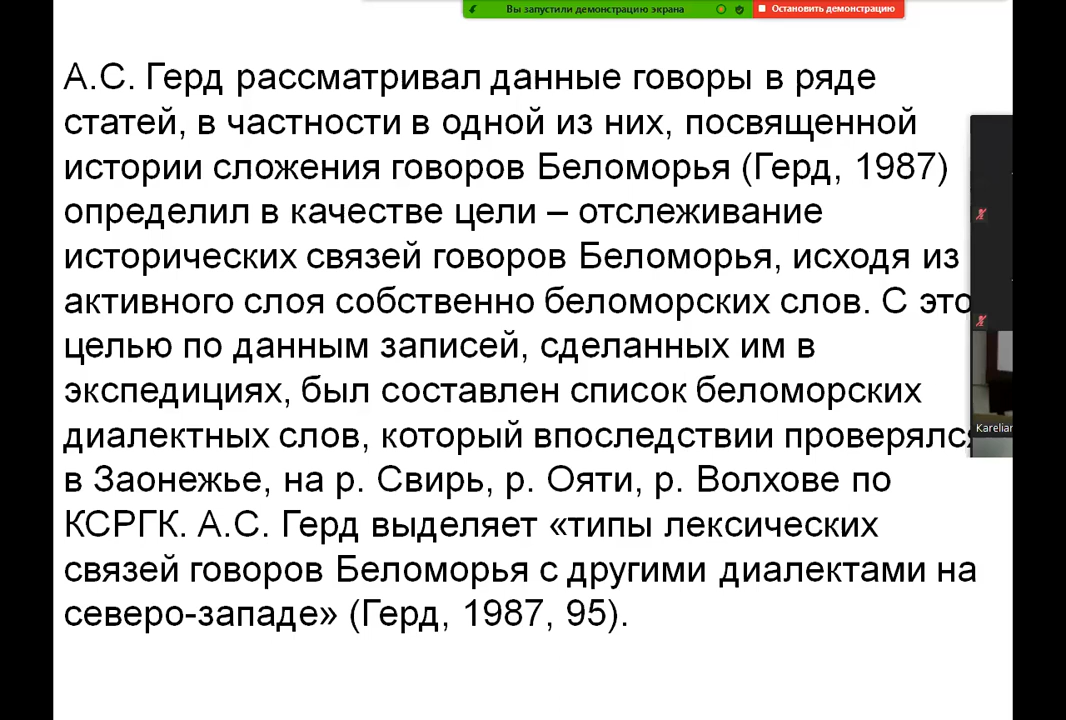 Вы запустили демонстрацию экрана
Остановить демонстрацию
А.С. Герд рассматривал данные говоры в ряде
статей, в частности в одной из них, посвященной
истории сложения говоров Беломорья (Герд, 1987)
определил в качестве цели – отслеживание
исторических связей говоров Беломорья, исходя из
активного слоя собственно беломорских слов. С это
целью по данным записей, сделанных им в
экспедициях, был составлен список беломорских
диалектных слов, который впоследствии проверялс
в Заонежье, на р. Свирь, р. Ояти, р. Волхове по
КСРГК. А.С. Герд выделяет «типы лексических
связей говоров Беломорья с другими диалектами на
северо-западе» (Герд, 1987, 95).
Karelian